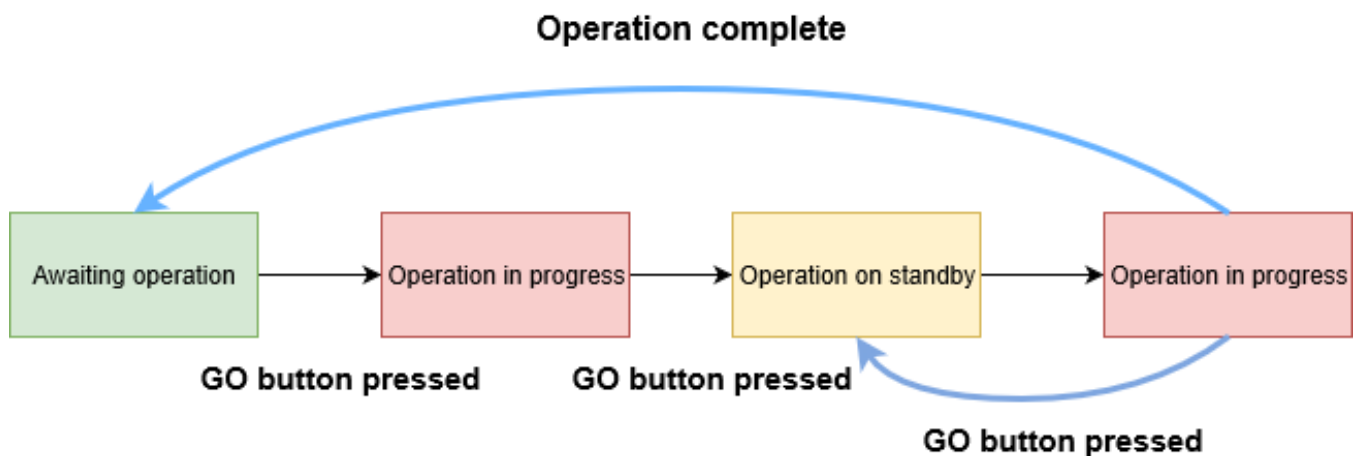 Operation complete
Awaiting operation
Operation in progress
Operation on standby
Operation in progress
GO button pressed
GO button pressed
GO button pressed